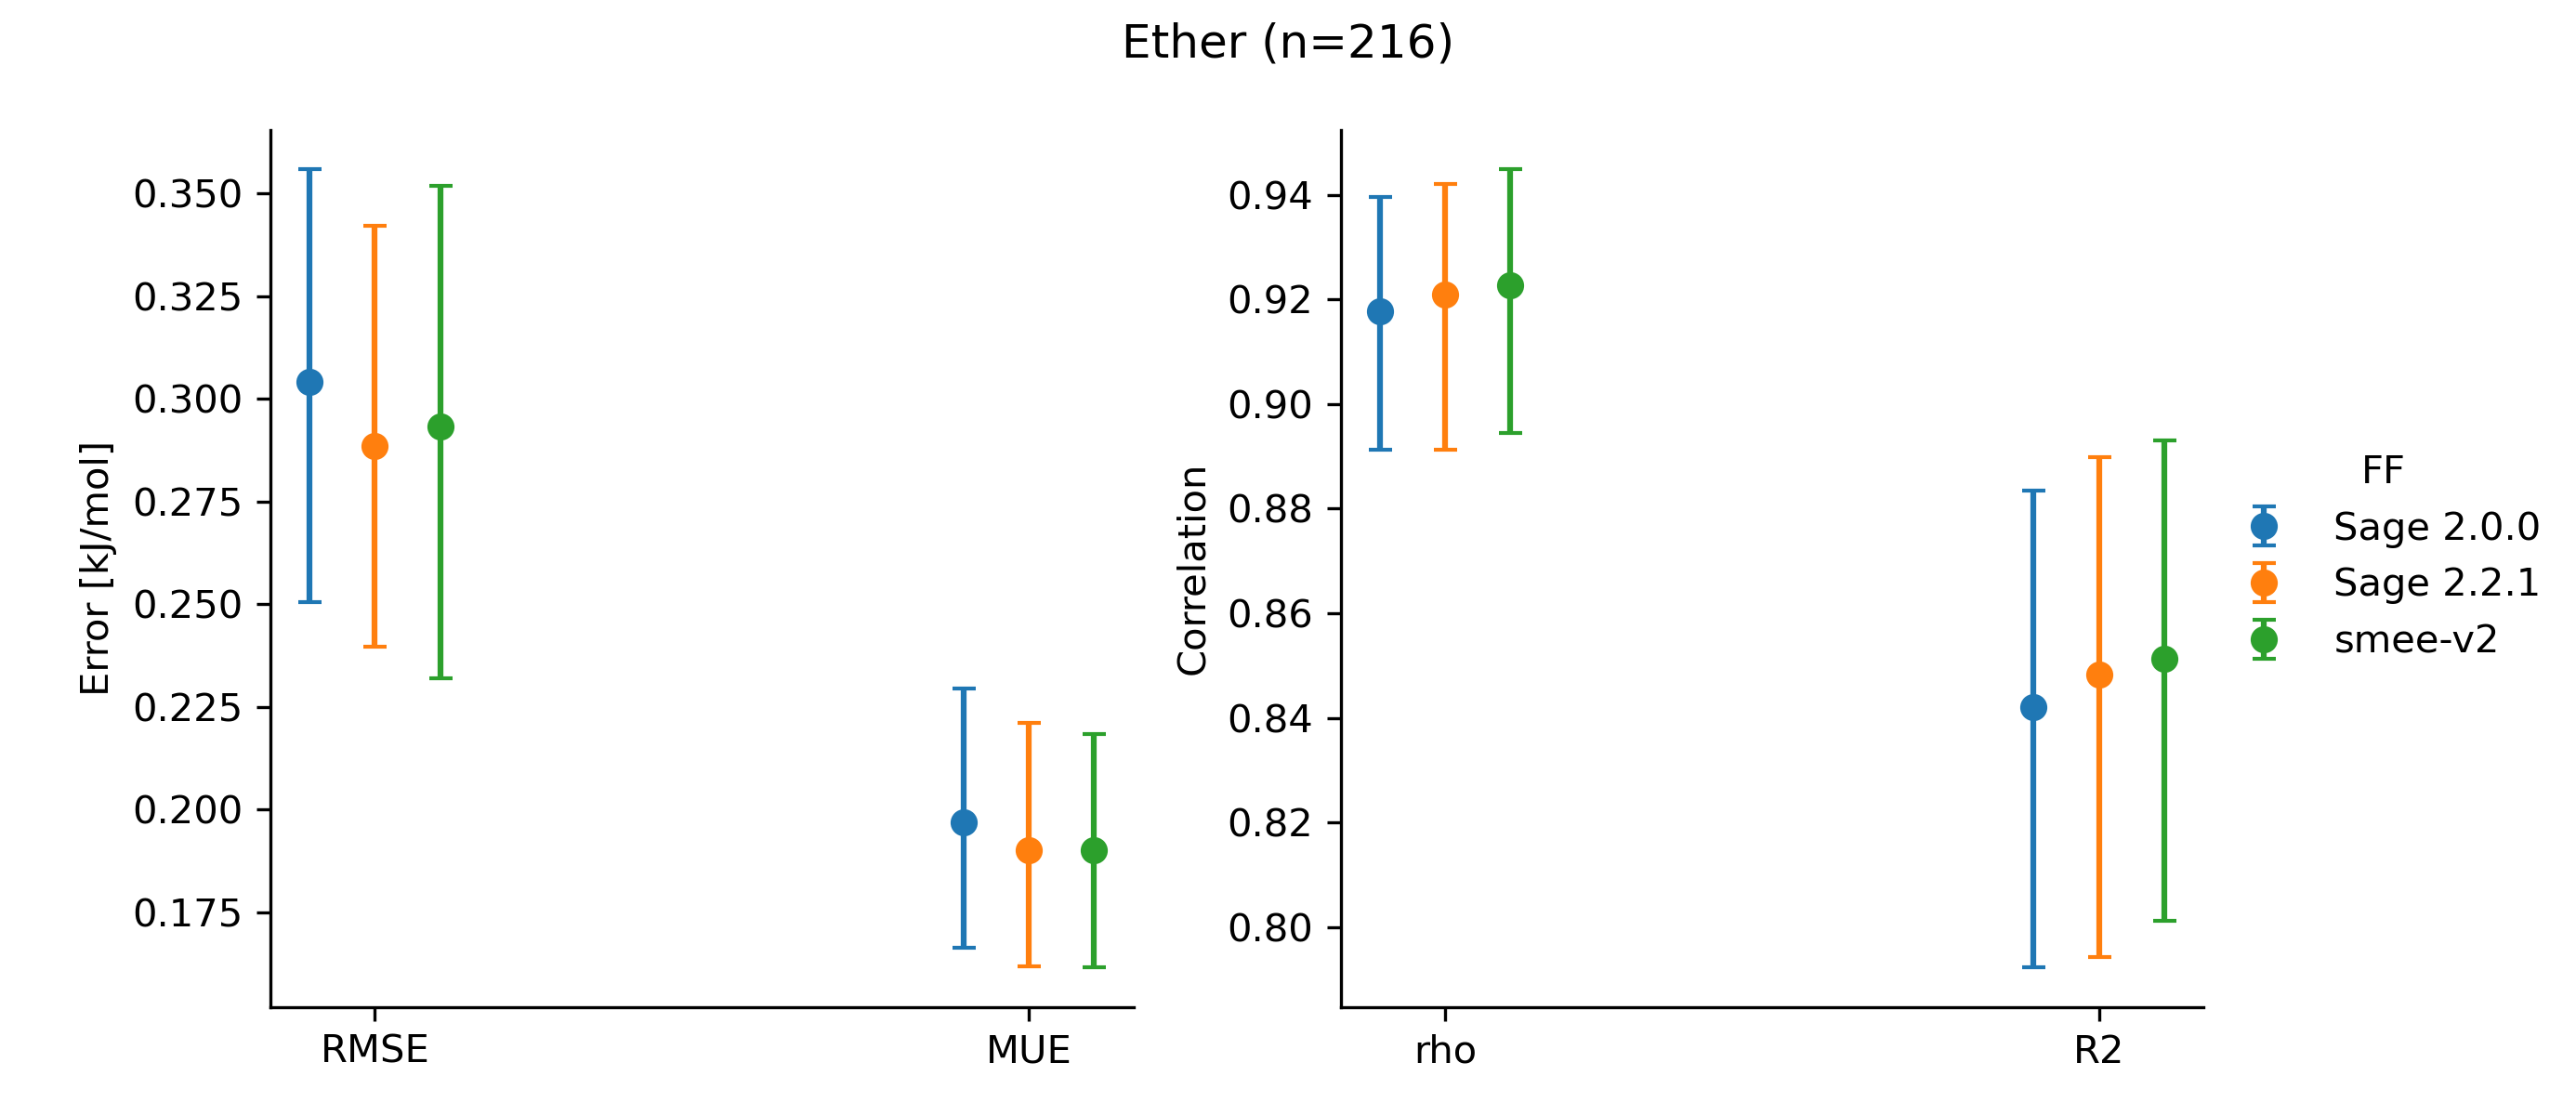 Ether (n=216)
Error [kJ/mol]
0.350
0.325
0.300
0.275
0.250
0.225
0.200
0.175
RMSE
MUE
Correlation
0.94
0.92
0.90
0.88
0.86
0.84
0.82
0.80
rho
R2
FF
Sage 2.0.0
Sage 2.2.1
smee-v2